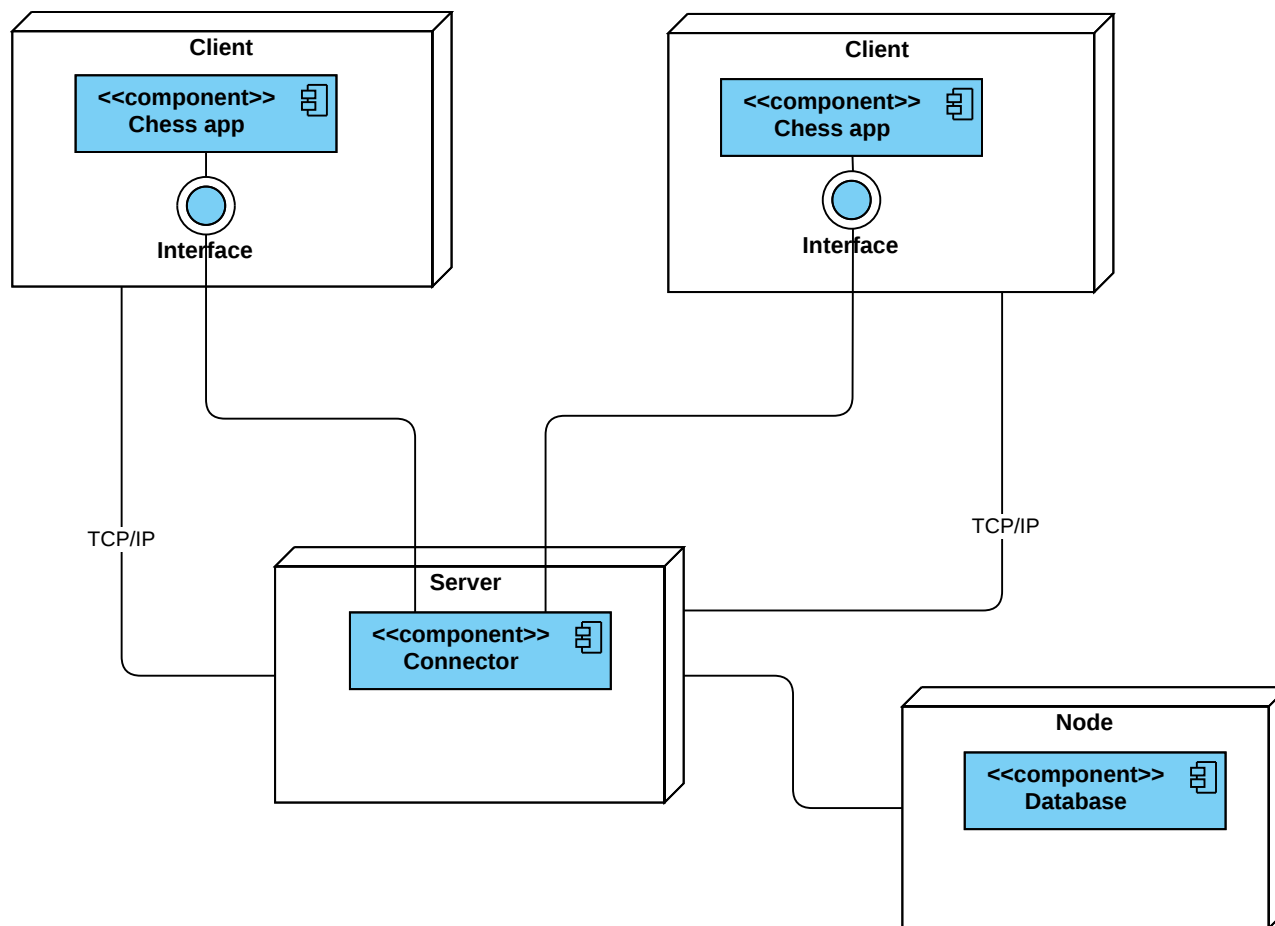 Client
<<component>>
Chess app
Interface
Client
<<component>>
Chess app
Interface
TCP/IP
TCP/IP
Server
<<component>>
Connector
Node
<<component>>
Database